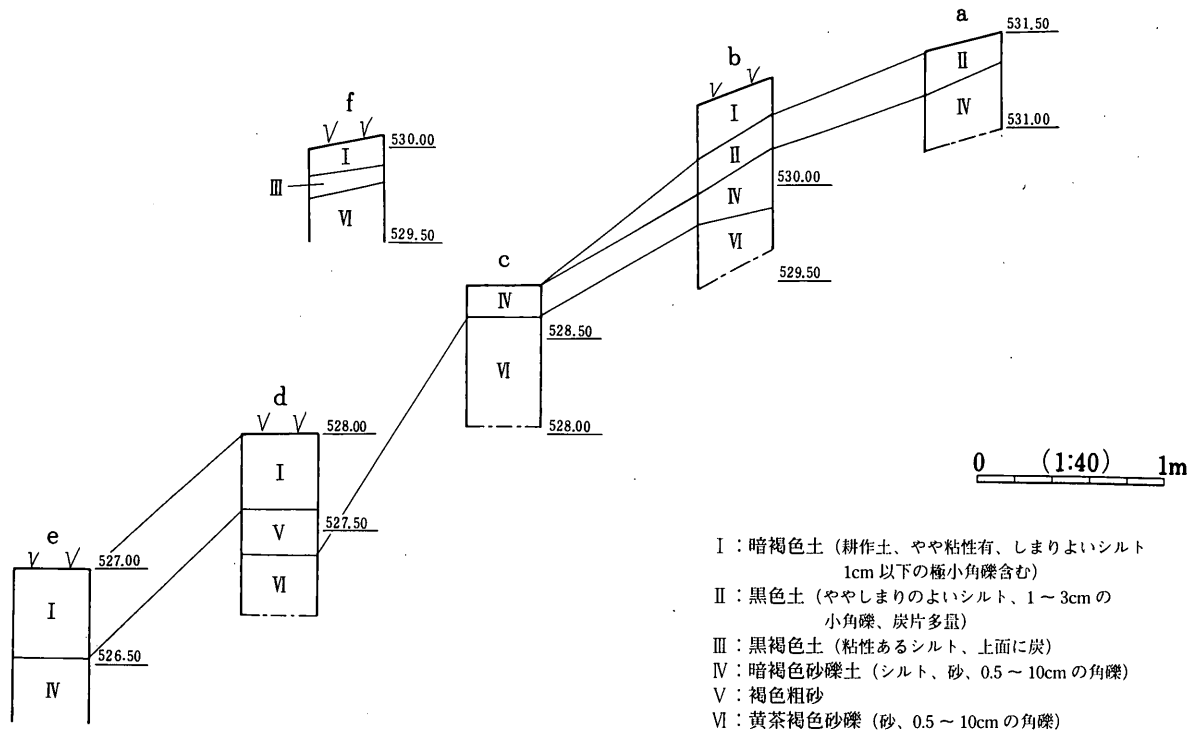 a
531.50
Ⅱ
Ⅳ
531.00
b
Ⅰ
Ⅱ
Ⅳ
Ⅵ
530.00
529.50
f
530.00
Ⅰ
Ⅲ
Ⅵ
529.50
c
Ⅳ
528.50
Ⅵ
528.00
d
528.00
Ⅰ
Ⅴ
527.50
Ⅵ
e
527.00
Ⅰ
526.50
Ⅳ
0 (1:40) 1m
Ⅰ:暗褐色土(耕作土、やや粘性有、しまりよいシルト
1cm 以下の極小角礫含む)
Ⅱ:黒色土(ややしまりのよいシルト、1~3cmの
小角礫、炭片多量)
Ⅲ:黒褐色土(粘性あるシルト、上面に炭)
Ⅳ:暗褐色砂礫土(シルト、砂、0.5~10cmの角礫)
Ⅴ:褐色粗砂
Ⅵ:黄茶褐色砂礫(砂、0.5~10cmの角礫)